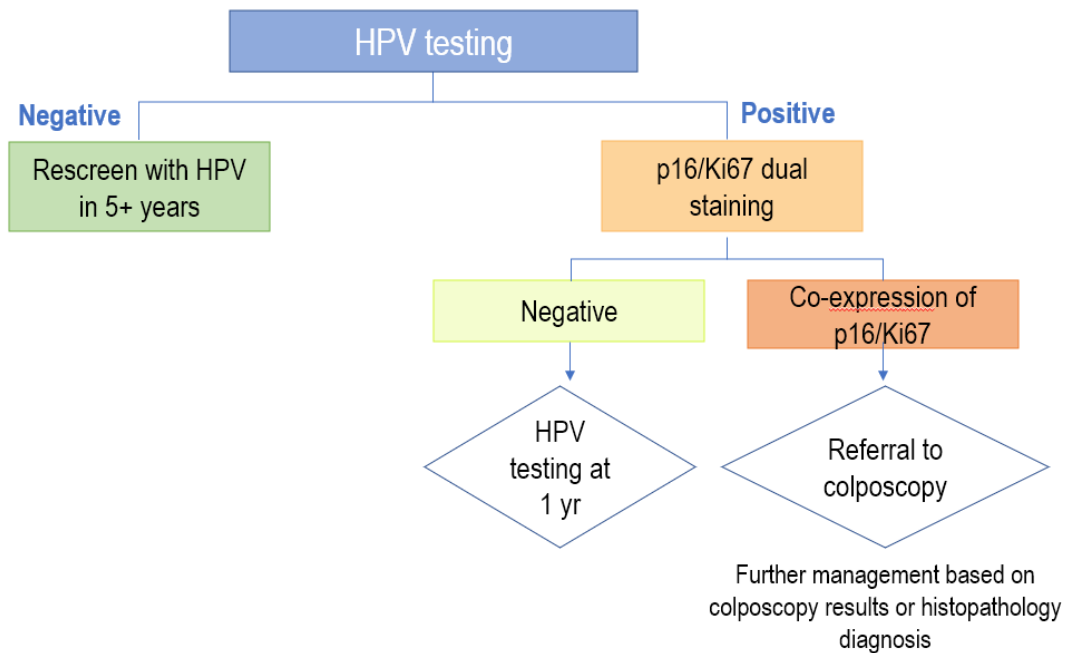 HPV testing
Negative
Positive
Rescreen with HPV
in 5+ years
p16/Ki67 dual
staining
Negative
Co-expression of
p16/Ki67
HPV
testing at
1 yr
Referral to
colposcopy
Further management based on
colposcopy results or histopathology
diagnosis